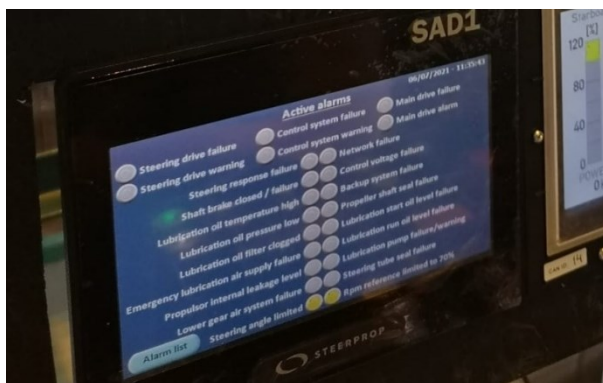 SAD1
06/07/2021 - 11:35:43
Active alarms
Steering drive failure Control system failure Main drive failure
Steering drive warning Control system warning Main drive alarm
Steering response failure Network failure
Shaft brake closed / failure Control voltage failure
Lubrication oil temperature high Backup system failure
Lubrication oil pressure low Propeller shaft seal failure
Lubrication oil filter clogged Lubrication start oil level failure
Emergency lubrication air supply failure Lubrication run oil level failure
Propulsor internal leakage level Lubrication pump failure/warning
Lower gear air system failure Steering tube seal failure
Steering angle limited Rpm reference limited to 70%
Alarm list
STEERPROP
[%]
120
80
40
0
14